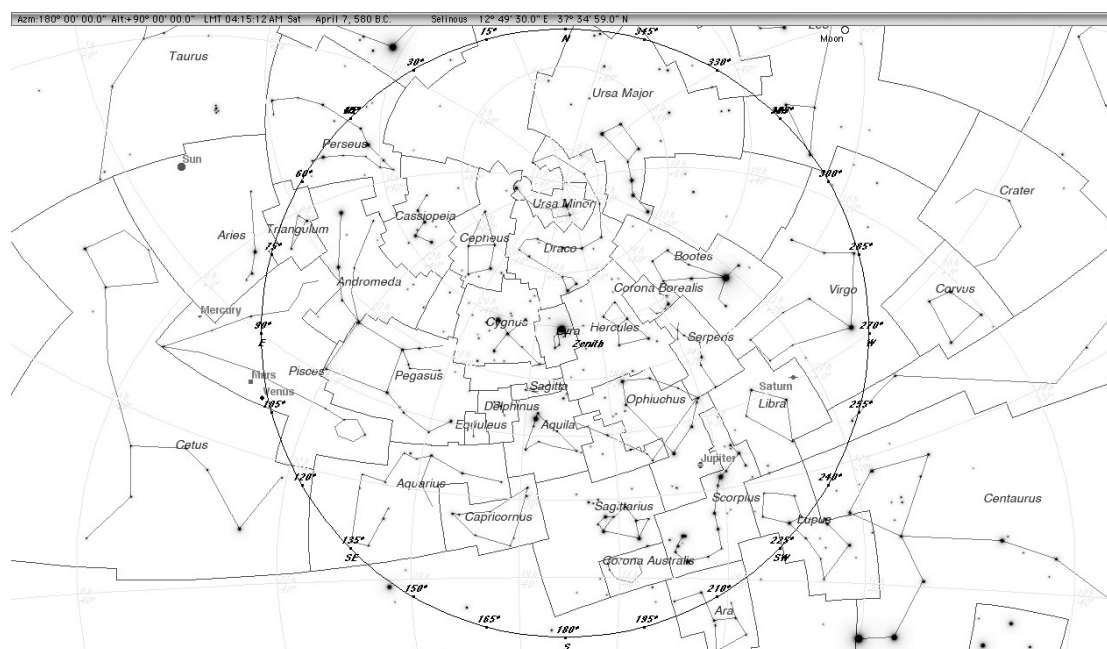 Azm:180° 00' 00.0" Alt:+90° 00' 00.0" LMT 04:15:12 AM Sat April 7, 580 B.C. Selinous 12° 49' 30.0" E 37° 34' 59.0" N
15°
N
345°
Moon
Taurus
30°
330°
Ursa Major
Perseus
Sun
60°
300°
Crater
Cassiopeia
Ursa Minor
Aries
Triangulum
75°
Cepheus
Draco
Bootes
285°
Andromeda
Corona Borealis
Virgo
Corvus
Mercury
90°
E
Cygnus
Lyra
Hercules
Zenith
Serpens
270°
W
Pisces
Mars
Venus
Pegasus
Sagitta
Saturn
105°
Delphinus
Equuleus
Aquila
Ophiuchus
Libra
255°
Cetus
Jupiter
120°
Aquarius
Scorpius
240°
Centaurus
Capricornus
Sagittarius
Lupus
135°
SE
225°
SW
Corona Australis
150°
210°
Ara
165°
180°
S
195°